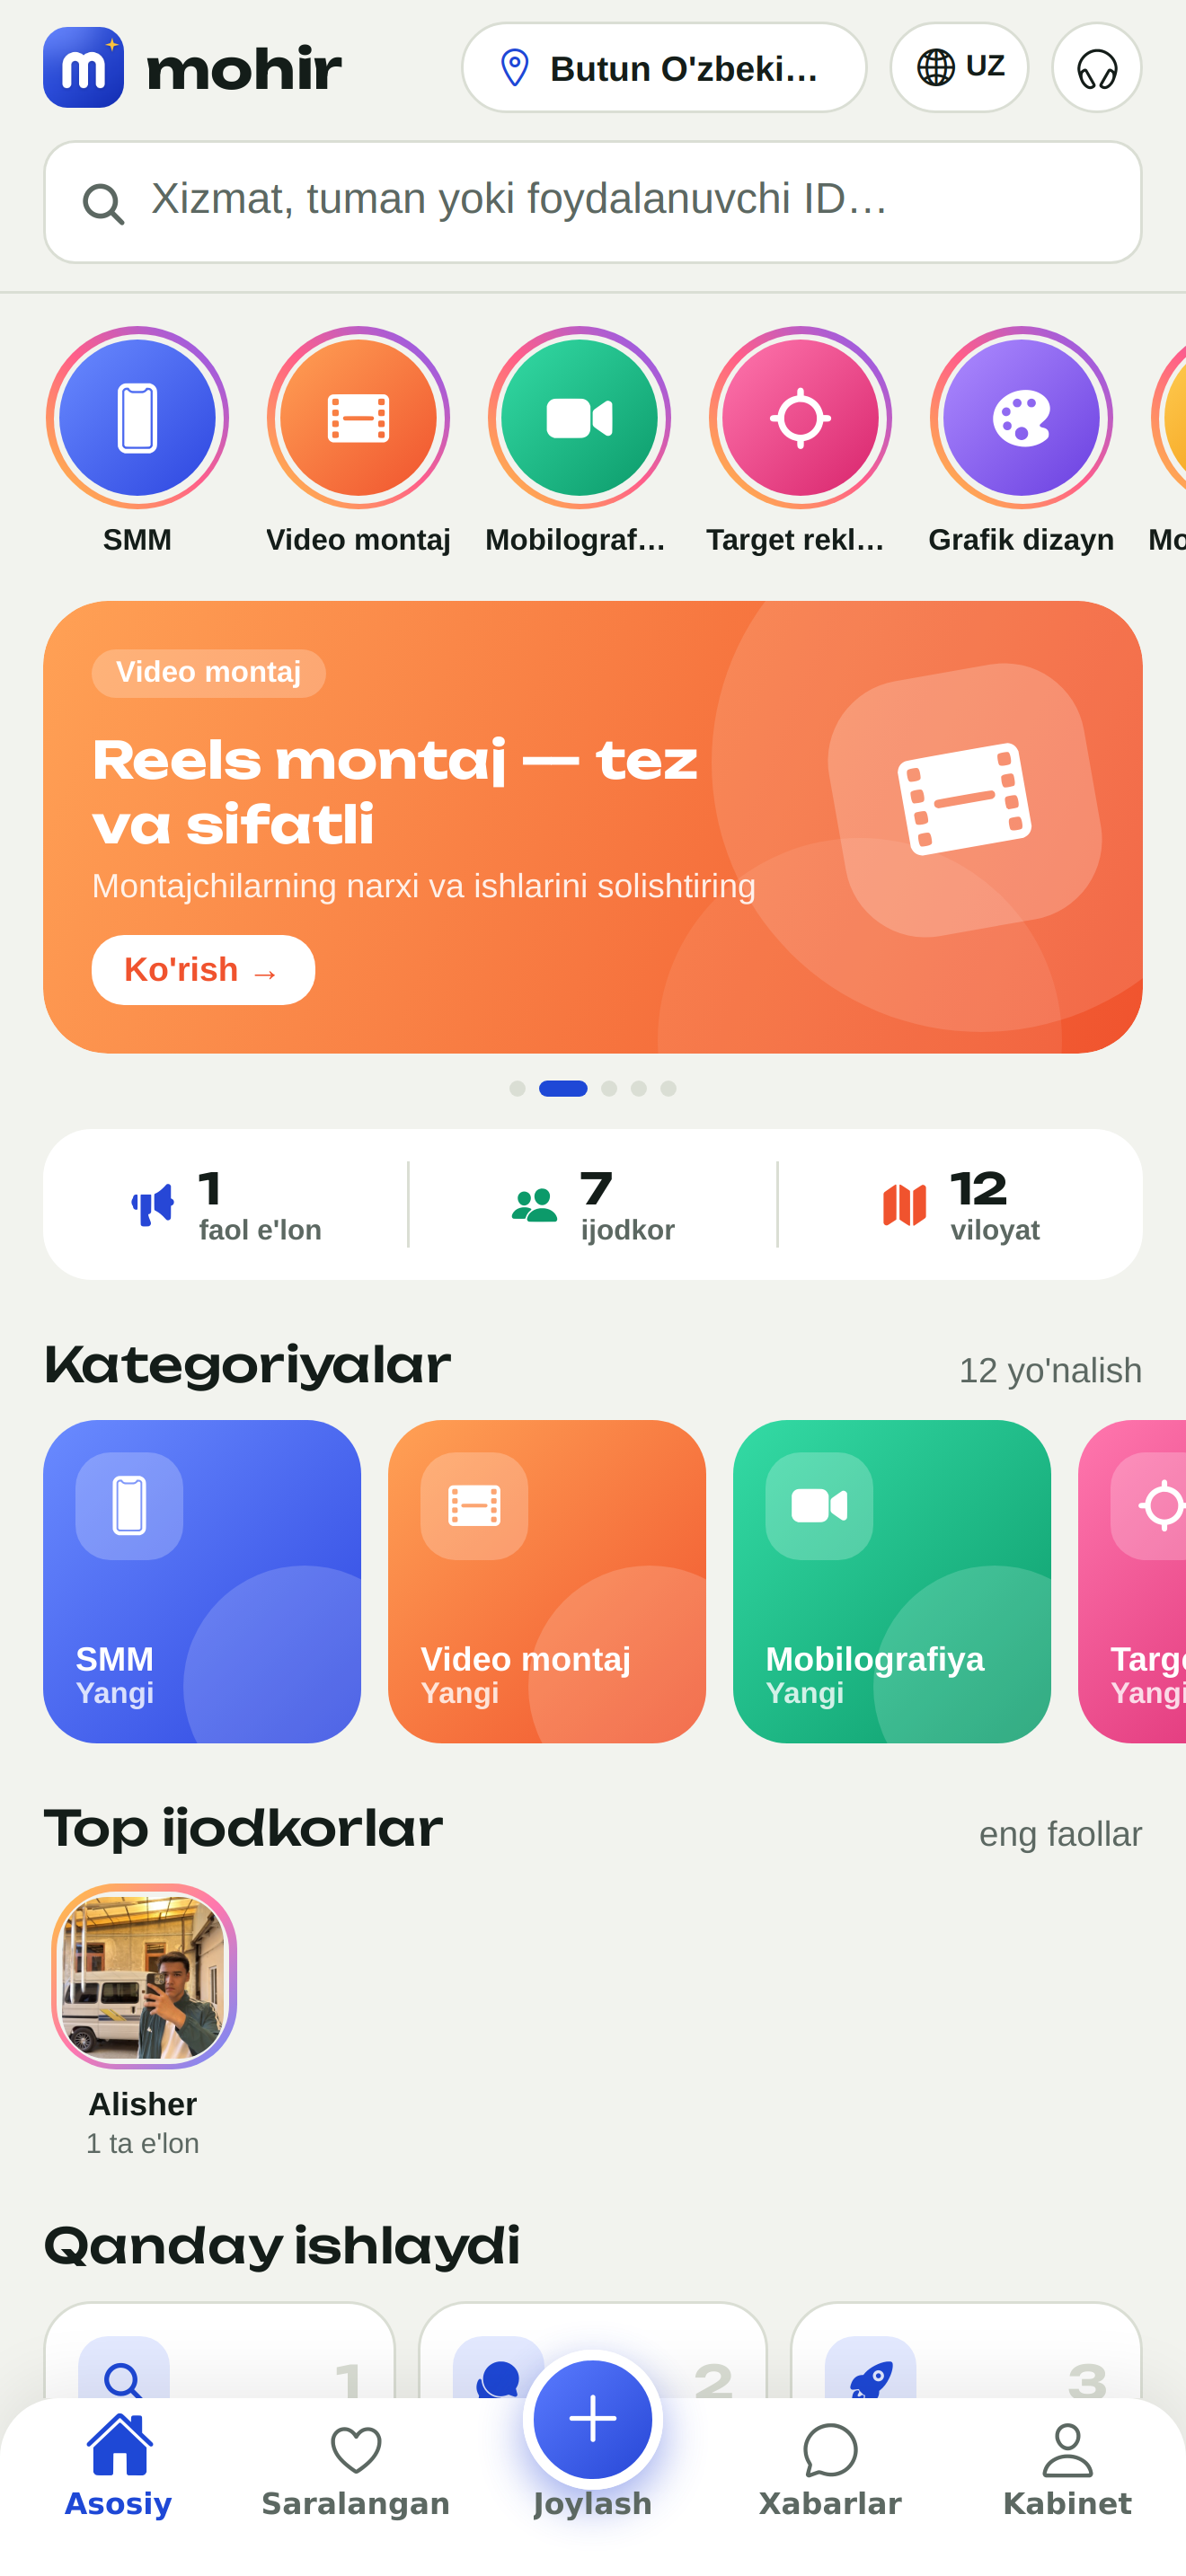 mohir
Butun O'zbeki...
UZ
Xizmat, tuman yoki foydalanuvchi ID...
SMM
Video montaj
Mobilograf...
Target rekl...
Grafik dizayn
Mo
Video montaj
Reels montaj — tez
va sifatli
Montajchilarning narxi va ishlarini solishtiring
Ko'rish →
1
faol e'lon
7
ijodkor
12
viloyat
Kategoriyalar
12 yo'nalish
SMM
Yangi
Video montaj
Yangi
Mobilografiya
Yangi
Targe
Yangi
Top ijodkorlar
eng faollar
Alisher
1 ta e'lon
Qanday ishlaydi
1
2
3
Asosiy
Saralangan
Joylash
Xabarlar
Kabinet